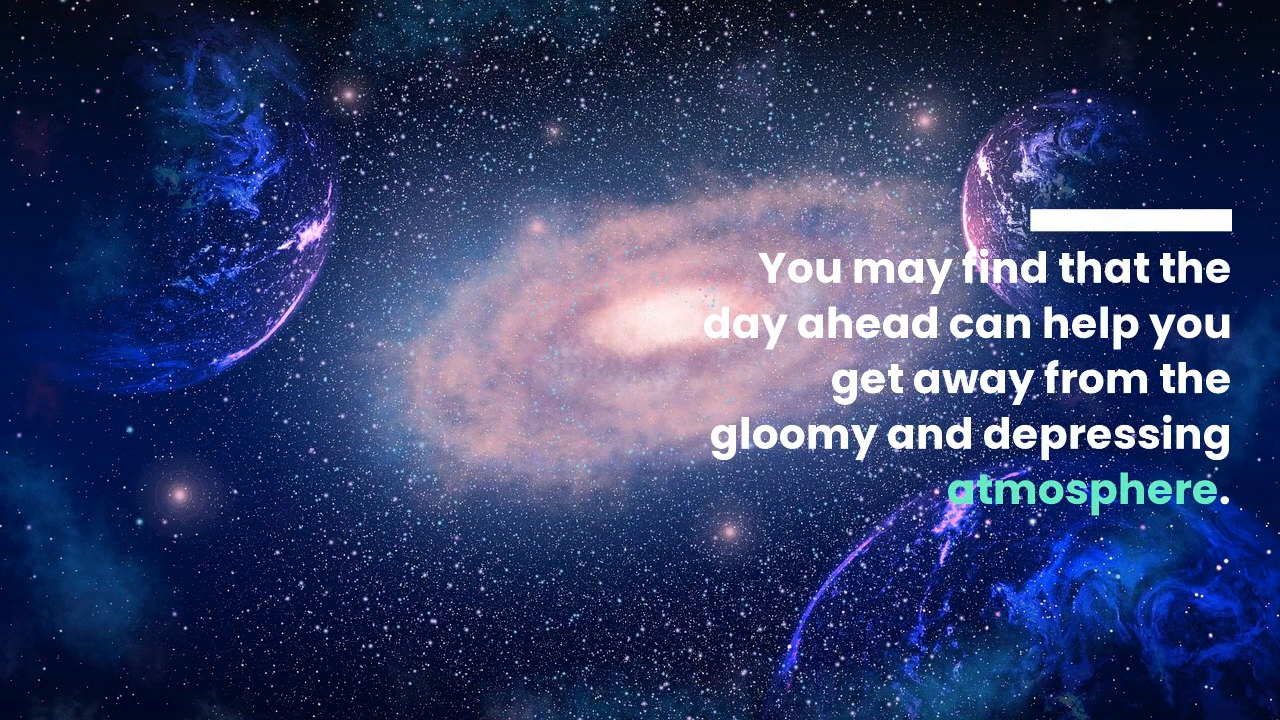 You may find that the
day ahead can help you
get away from the
gloomy and depressing
atmosphere.